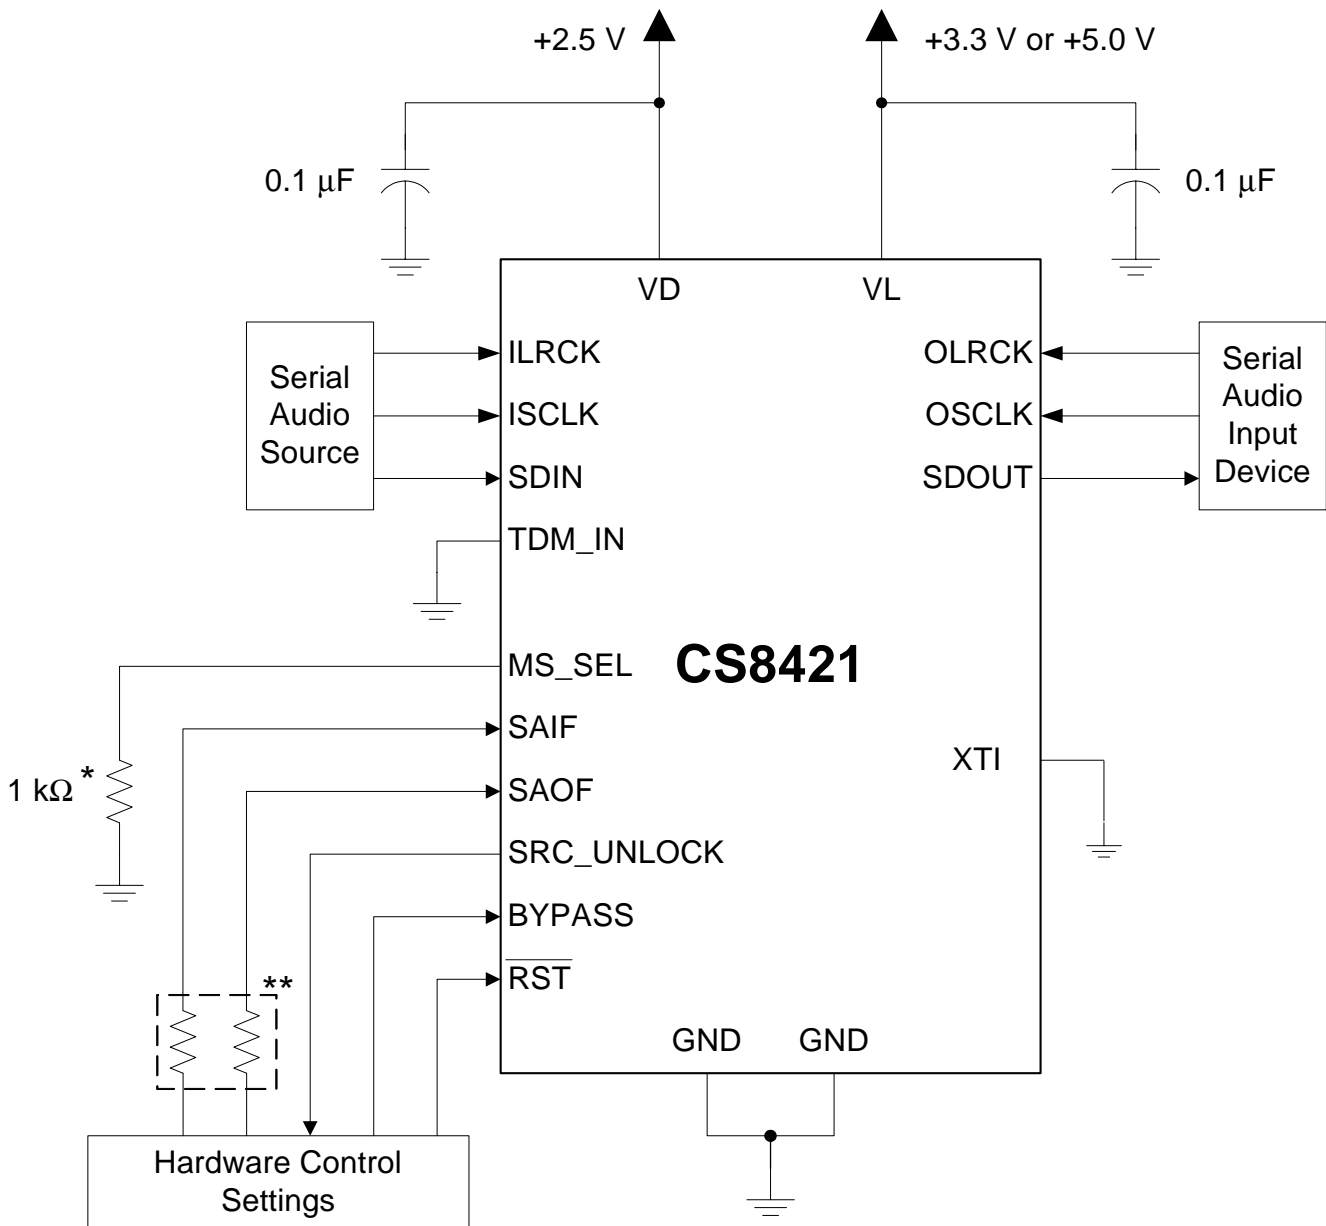 +2.5 V
+3.3 V or +5.0 V
0.1 μF
0.1 μF
VD
VL
Serial
Audio
Source
ILRCK
ISCLK
SDIN
TDM_IN
OLRCK
OSCLK
SDOUT
Serial
Audio
Input
Device
MS_SEL
CS8421
SAIF
SAOF
SRC_UNLOCK
BYPASS
RST
XTI
1 kΩ *
**
GND
GND
Hardware Control
Settings